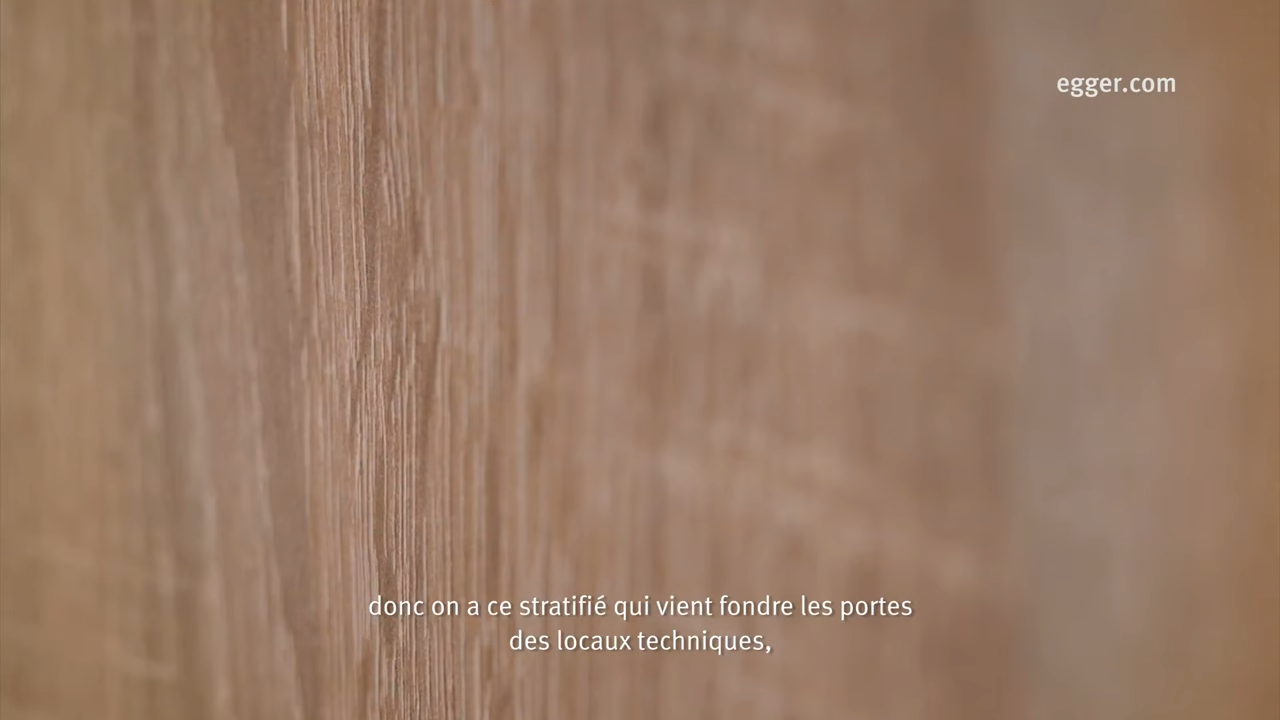 egger.com
donc on a ce stratifié qui vient fondre les portes
des locaux techniques,